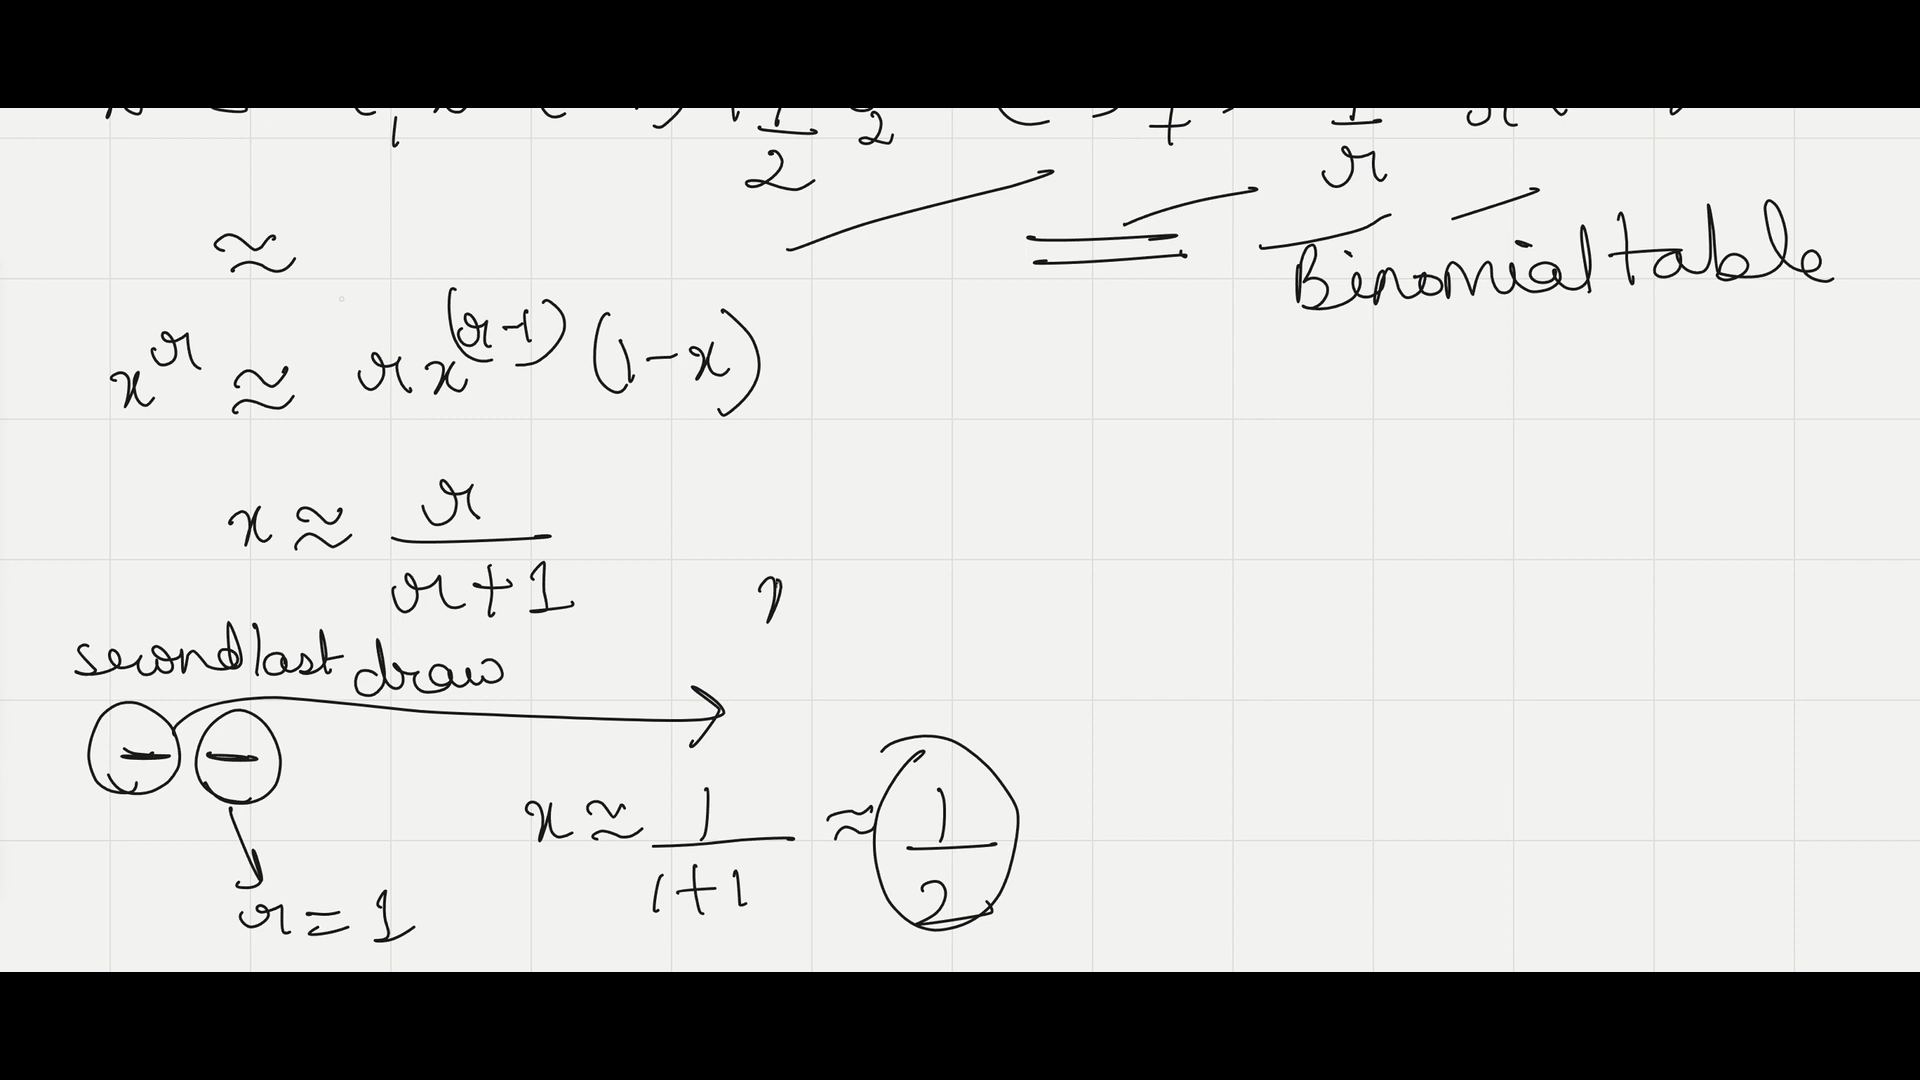 ≈
Binomial table
x^r ≈ r x^(r-1) (1-x)
x ≈ r/(r+1)
second last draw
r = 1
x ≈ 1/(1+1) ≈ 1/2